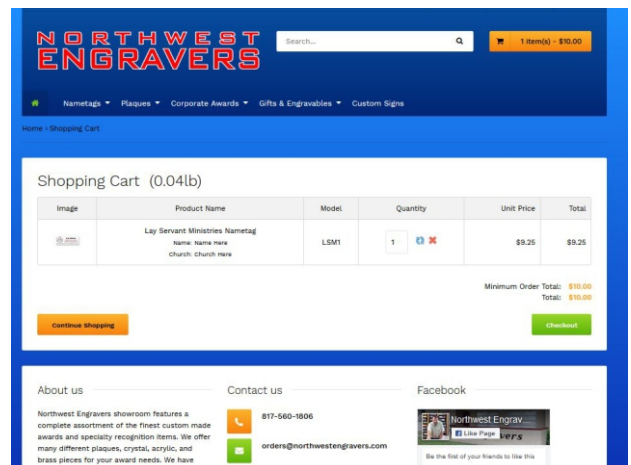 NORTHWEST
ENGRAVERS
Search...
1 item(s) - $10.00
Nametags Plaques Corporate Awards Gifts & Engravables Custom Signs
Home › Shopping Cart
Shopping Cart (0.04lb)
Image Product Name Model Quantity Unit Price Total
Lay Servant Ministries Nametag
Name: Name Here
Church: Church Here
LSM1 1 $9.25 $9.25
Minimum Order Total: $10.00
Total: $10.00
Continue Shopping Checkout
About us
Northwest Engravers showroom features a
complete assortment of the finest custom made
awards and specialty recognition items. We offer
many different plaques, crystal, acrylic, and
brass pieces for your award needs. We have
Contact us
817-560-1806
orders@northwestengravers.com
Facebook
Northwest Engrav...
Like Page
Be the first of your friends to like this